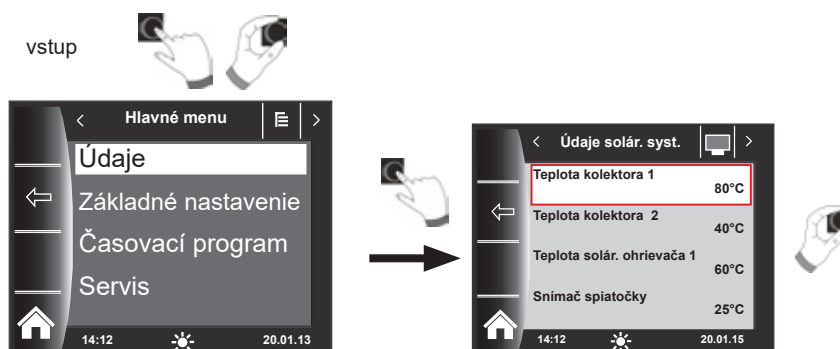 vstup
Hlavné menu
Údaje
Základné nastavenie
Časovací program
Servis
14:12 20.01.13
Údaje solár. syst.
Teplota kolektora 1
80°C
Teplota kolektora 2
40°C
Teplota solár. ohrievača 1
60°C
Snímač spiatočky
25°C
14:12 20.01.15